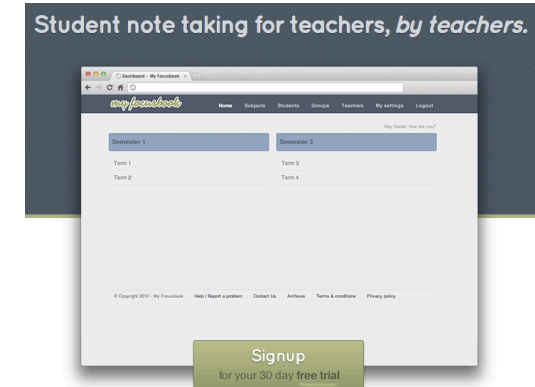 Student note taking for teachers, by teachers.
Dashboard - My Focusbook
my focusbook Home Subjects Students Groups Teachers My settings Logout
Hey, Daniel, how are you?
Semester 1 Semester 2
Term 1 Term 3
Term 2 Term 4
© Copyright 2012 - My Focusbook Help / Report a problem Contact Us Archives Terms & conditions Privacy policy
Signup
for your 30 day free trial